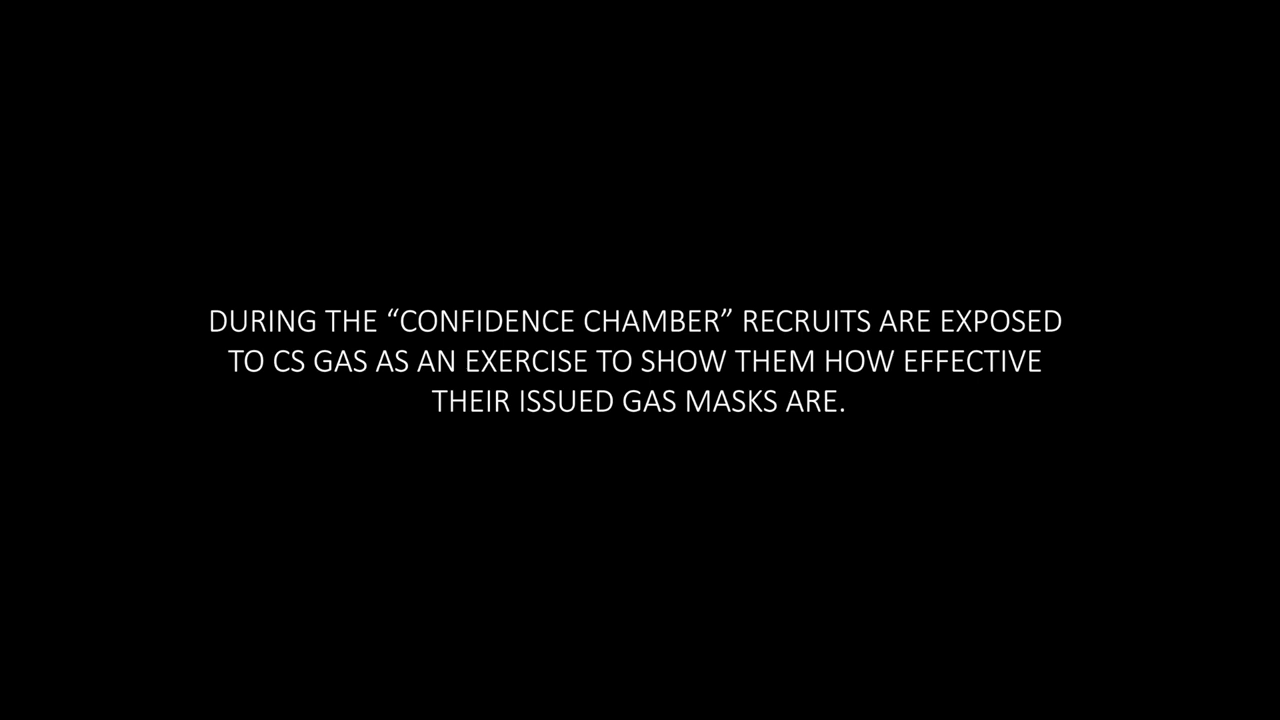 DURING THE “CONFIDENCE CHAMBER” RECRUITS ARE EXPOSED
TO CS GAS AS AN EXERCISE TO SHOW THEM HOW EFFECTIVE
THEIR ISSUED GAS MASKS ARE.